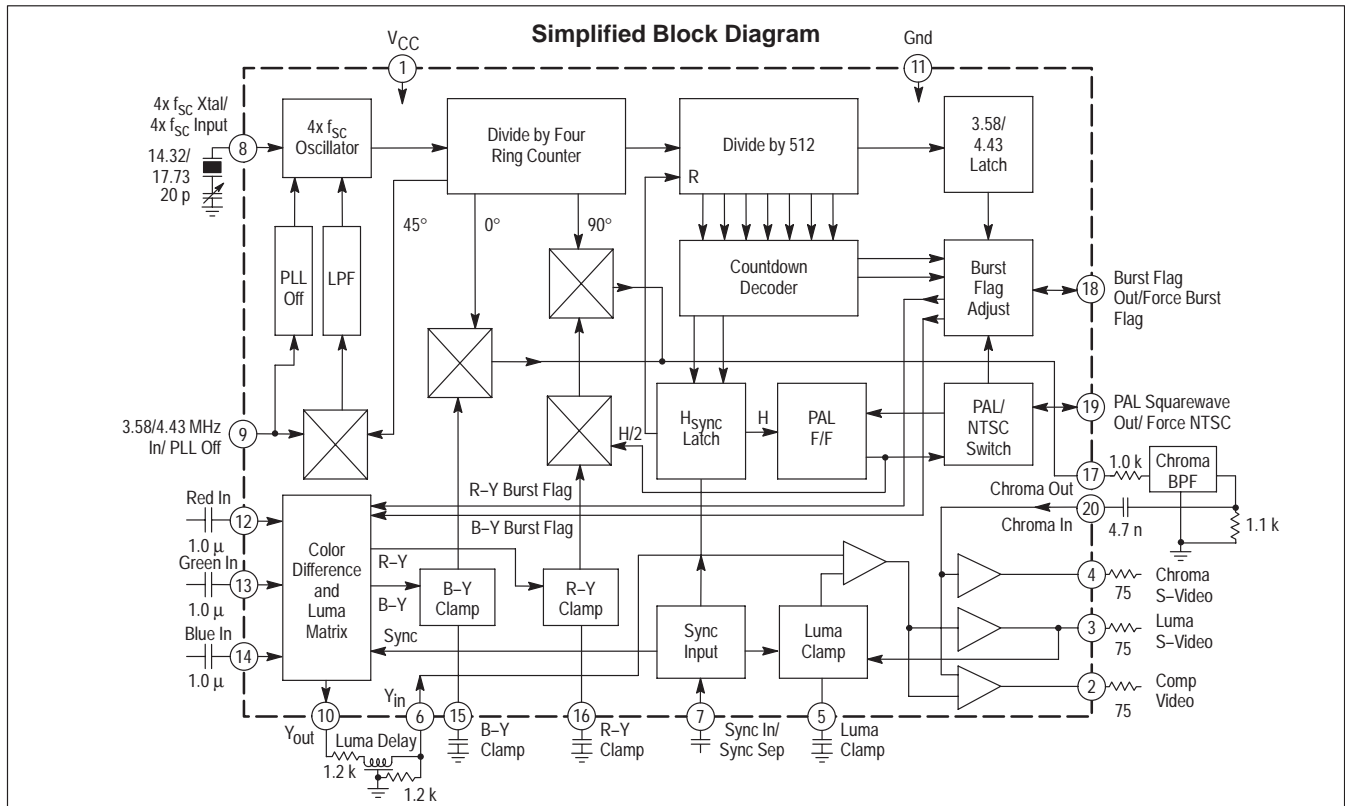 Simplified Block Diagram
VCC
1
Gnd
11
4x fSC Xtal/
4x fSC Input
8
14.32/
17.73
20 p
4x fSC
Oscillator
Divide by Four
Ring Counter
Divide by 512
R
3.58/
4.43
Latch
45°
0°
90°
PLL
Off
LPF
Countdown
Decoder
Burst
Flag
Adjust
18
Burst Flag
Out/Force Burst
Flag
3.58/4.43 MHz
In/ PLL Off
9
H/2
Hsync
Latch
H
PAL
F/F
PAL/
NTSC
Switch
19
PAL Squarewave
Out/ Force NTSC
17
1.0 k
Chroma
BPF
Chroma Out
20
Chroma In
4.7 n
1.1 k
R–Y Burst Flag
B–Y Burst Flag
Red In
12
1.0 µ
Green In
13
1.0 µ
Blue In
14
1.0 µ
Color
Difference
and
Luma
Matrix
R–Y
B–Y
Sync
B–Y
Clamp
R–Y
Clamp
Sync
Input
Luma
Clamp
4
75
Chroma
S–Video
3
75
Luma
S–Video
2
75
Comp
Video
10
Yout
Yin
6
15
B–Y
Clamp
16
R–Y
Clamp
7
Sync In/
Sync Sep
5
Luma
Clamp
Luma Delay
1.2 k
1.2 k